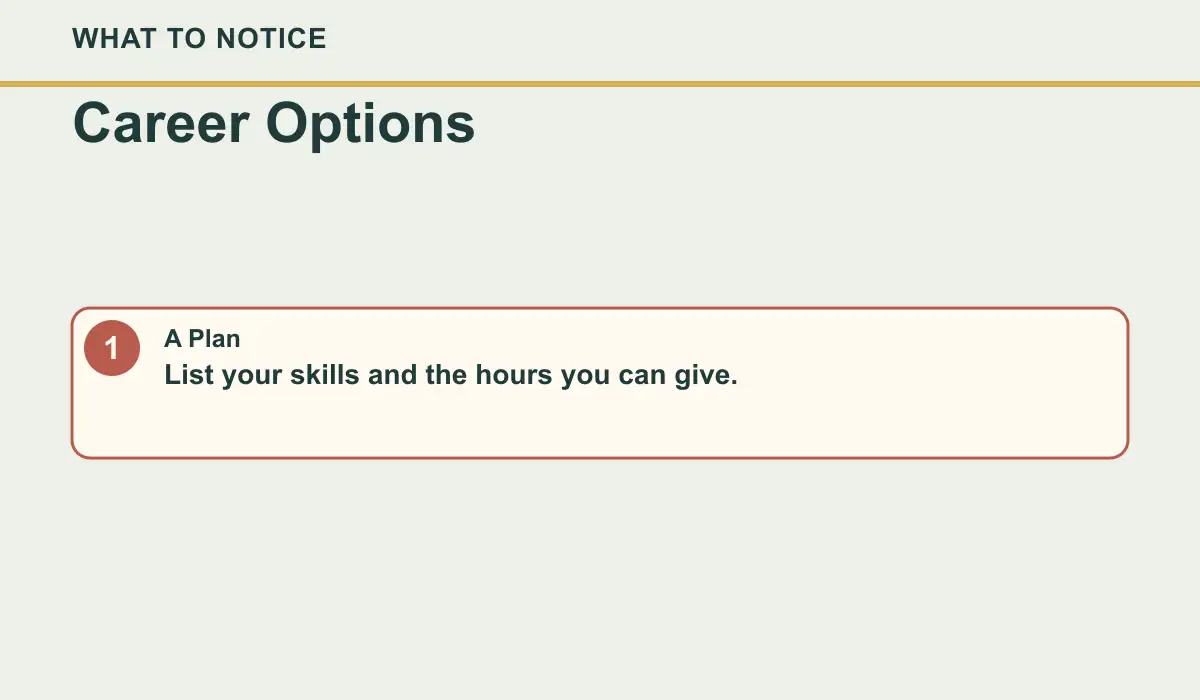 WHAT TO NOTICE
Career Options
1
A Plan
List your skills and the hours you can give.